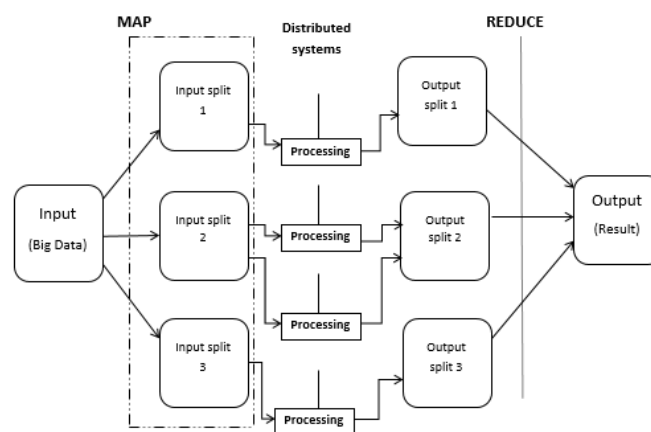 MAP
Distributed
systems
REDUCE
Input split
1
Output
split 1
Processing
Input
(Big Data)
Input split
2
Processing
Output
split 2
Output
(Result)
Processing
Input split
3
Output
split 3
Processing